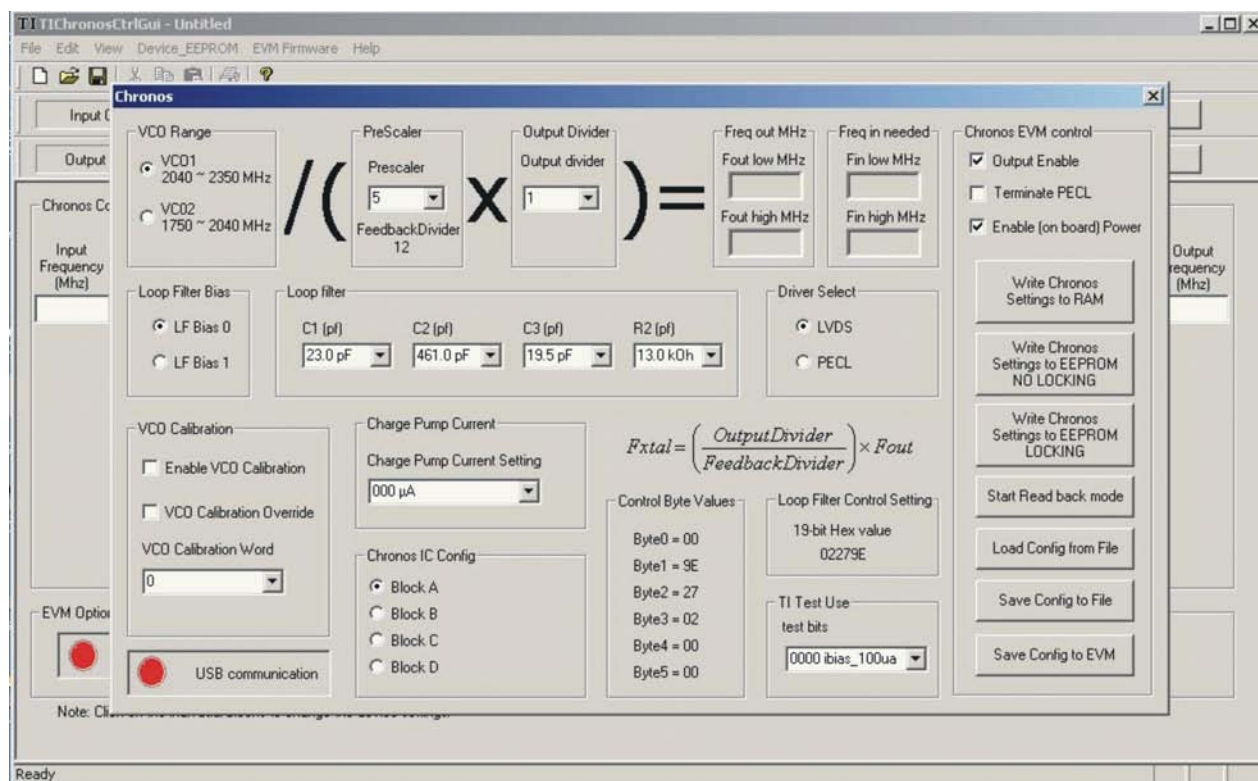 TI TIChronosCtrlGui - Untitled
File Edit View Device_EEPROM EVM Firmware Help
Chronos
Input
Output
Chronos Co
Input
Frequency
(Mhz)
EVM Option
VCO Range
VCO1
2040 ~ 2350 MHz
VCO2
1750 ~ 2040 MHz
/(
PreScaler
Prescaler
5
FeedbackDivider
12
X
Output Divider
Output divider
1
)=
Freq out MHz
Fout low MHz
Fout high MHz
Freq in needed
Fin low MHz
Fin high MHz
Loop Filter Bias
LF Bias 0
LF Bias 1
Loop filter
C1 (pf) C2 (pf) C3 (pf) R2 (pf)
23.0 pF 461.0 pF 19.5 pF 13.0 kOh
Driver Select
LVDS
PECL
VCO Calibration
Enable VCO Calibration
VCO Calibration Override
VCO Calibration Word
0
USB communication
Charge Pump Current
Charge Pump Current Setting
000 µA
Chronos IC Config
Block A
Block B
Block C
Block D
Fxtal = (OutputDivider / FeedbackDivider) × Fout
Control Byte Values
Byte0 = 00
Byte1 = 9E
Byte2 = 27
Byte3 = 02
Byte4 = 00
Byte5 = 00
Loop Filter Control Setting
19-bit Hex value
02279E
TI Test Use
test bits
0000 ibias_100ua
Chronos EVM control
Output Enable
Terminate PECL
Enable (on board) Power
Write Chronos
Settings to RAM
Write Chronos
Settings to EEPROM
NO LOCKING
Write Chronos
Settings to EEPROM
LOCKING
Start Read back mode
Load Config from File
Save Config to File
Save Config to EVM
Output
requency
(Mhz)
Note: Cli
Ready